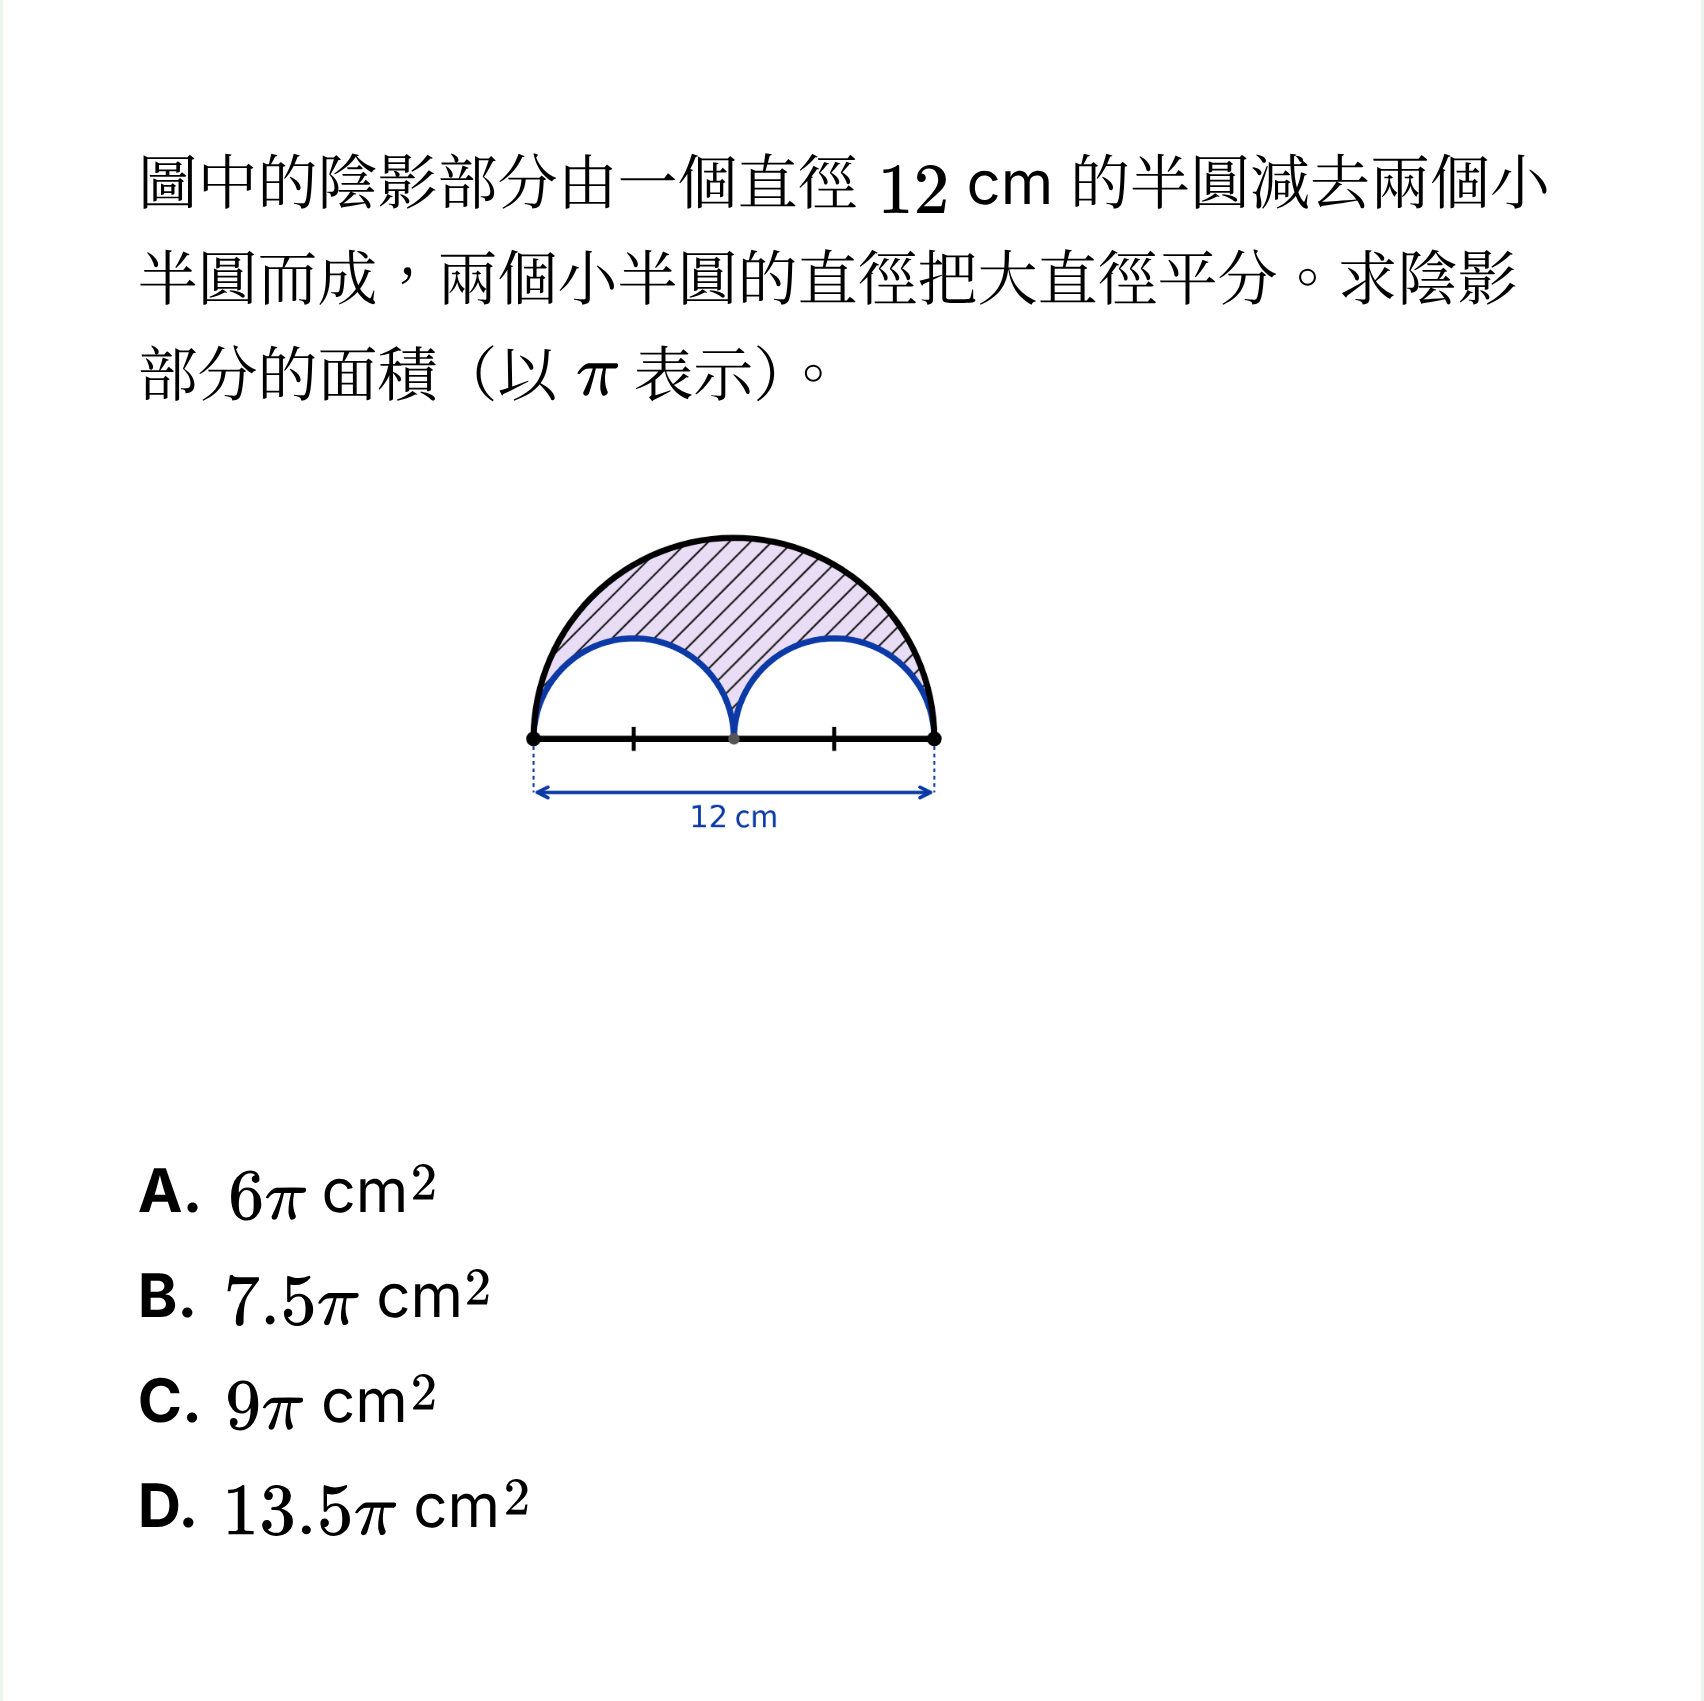 圖中的陰影部分由一個直徑 12 cm 的半圓減去兩個小
半圓而成，兩個小半圓的直徑把大直徑平分。求陰影
部分的面積（以 π 表示）。
12 cm
A. 6π cm²
B. 7.5π cm²
C. 9π cm²
D. 13.5π cm²